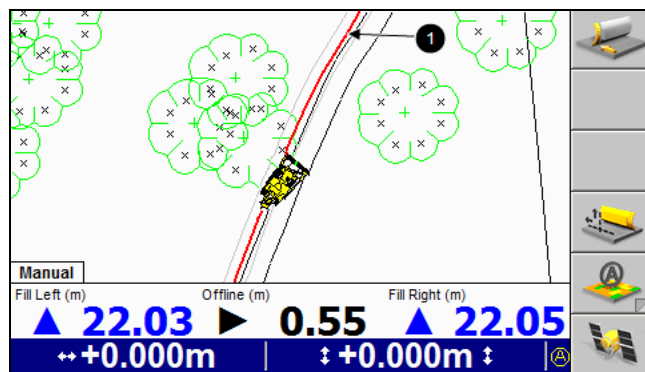 1
Manual
Fill Left (m) Offline (m) Fill Right (m)
▲ 22.03 ▶ 0.55 ▲ 22.05
↔ +0.000m ↕ +0.000m ↕ A
A